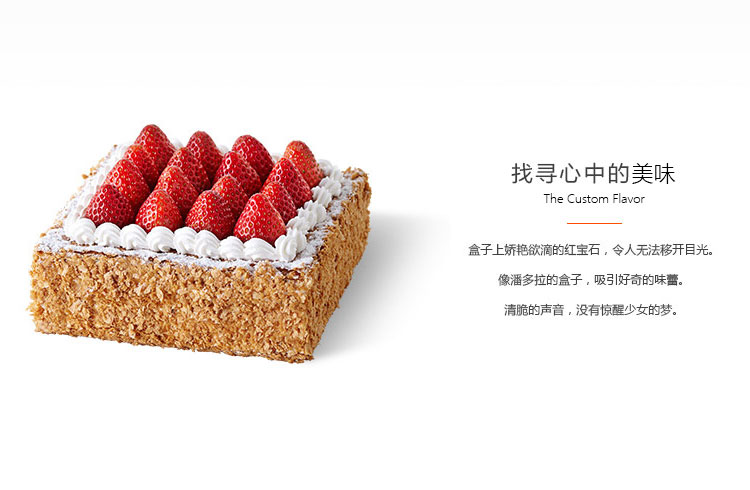 找寻心中的美味
The Custom Flavor
盒子上娇艳欲滴的红宝石，令人无法移开目光。
像潘多拉的盒子，吸引好奇的味蕾。
清脆的声音，没有惊醒少女的梦。